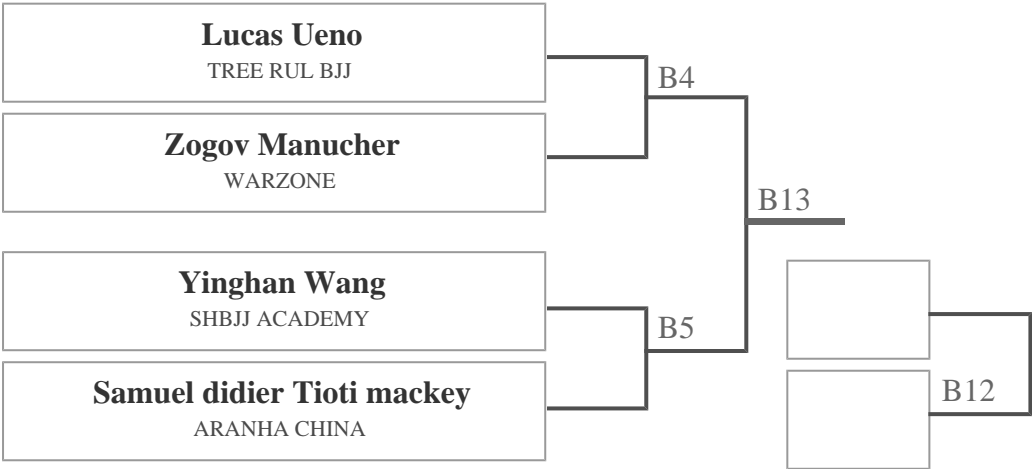 Lucas Ueno
TREE RUL BJJ
B4
Zogov Manucher
WARZONE
B13
Yinghan Wang
SHBJJ ACADEMY
B5
Samuel didier Tioti mackey
ARANHA CHINA
B12